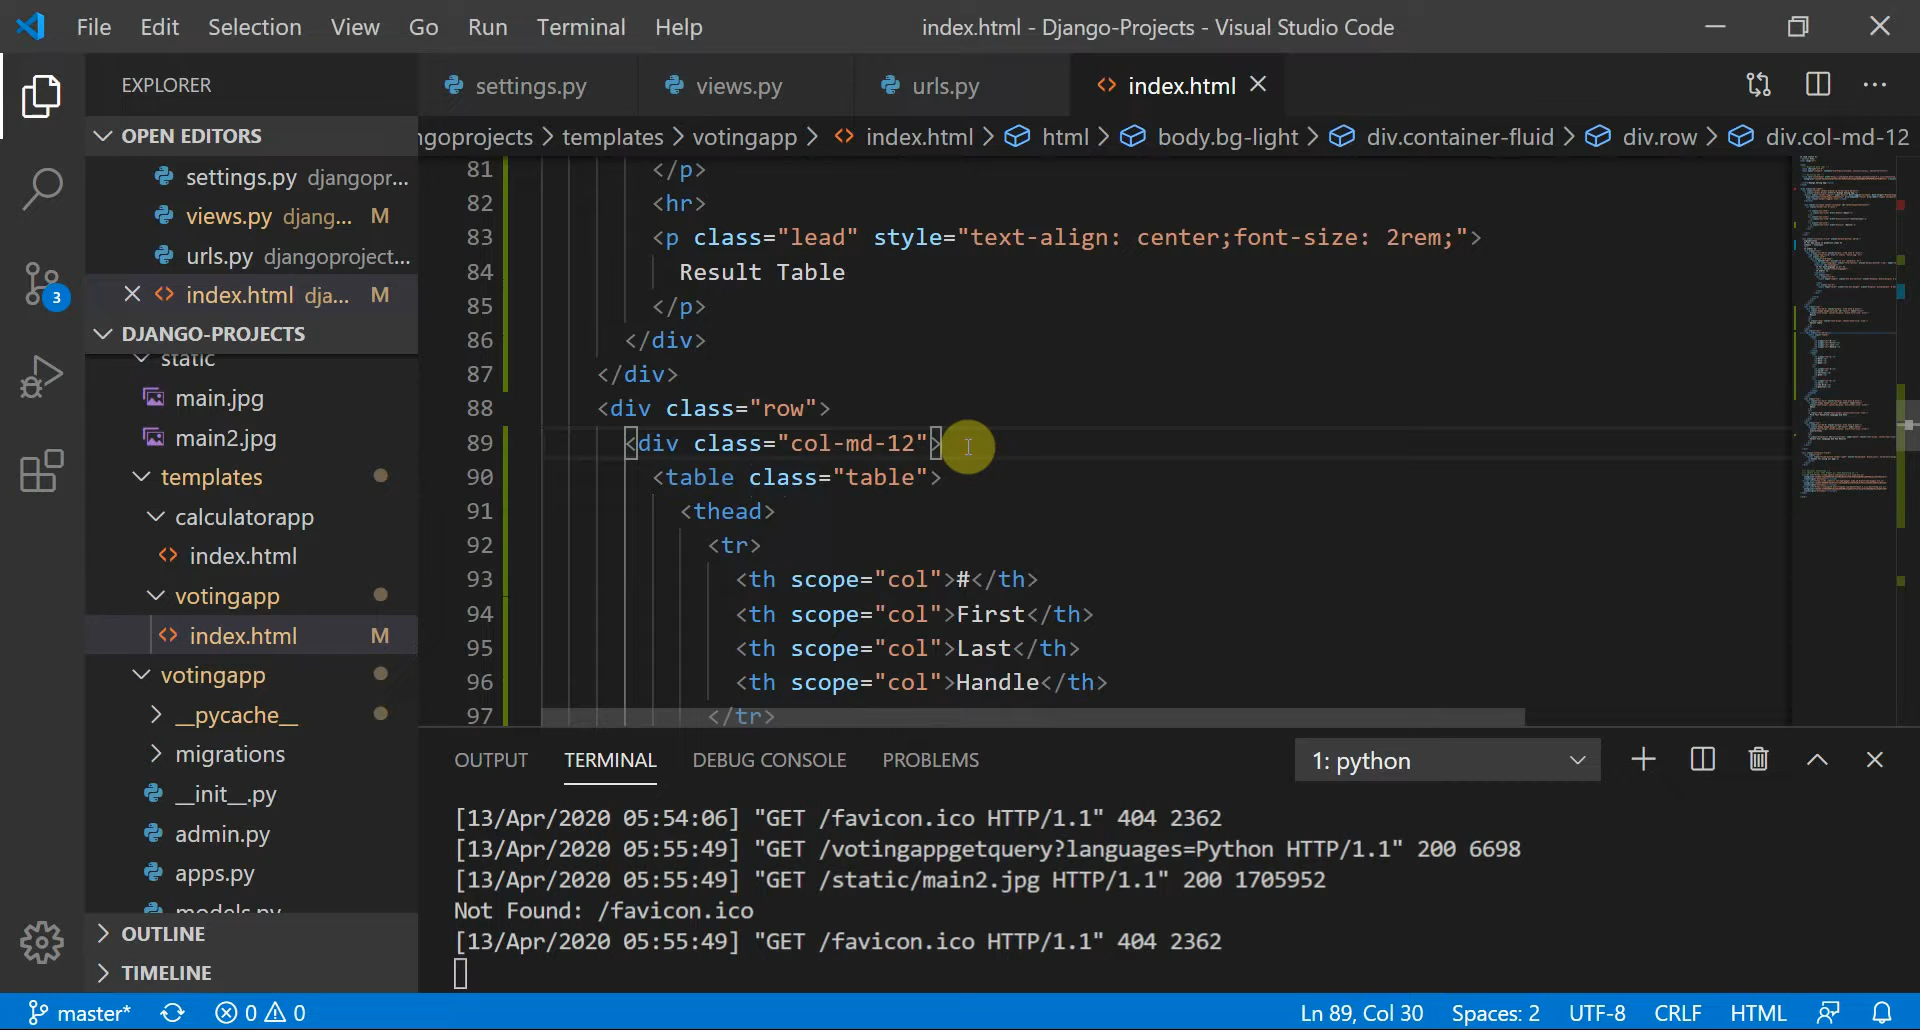 File Edit Selection View Go Run Terminal Help
index.html - Django-Projects - Visual Studio Code
EXPLORER
settings.py
views.py
urls.py
<> index.html
OPEN EDITORS
ngoprojects > templates > votingapp > <> index.html > html > body.bg-light > div.container-fluid > div.row > div.col-md-12
settings.py djangopr...
views.py djang... M
urls.py djangoproject...
<> index.html dja... M
DJANGO-PROJECTS
static
main.jpg
main2.jpg
templates
calculatorapp
<> index.html
votingapp
<> index.html M
votingapp
__pycache__
migrations
__init__.py
admin.py
apps.py
models.py
OUTLINE
TIMELINE
3
81 </p>
82 <hr>
83 <p class="lead" style="text-align: center;font-size: 2rem;">
84 Result Table
85 </p>
86 </div>
87 </div>
88 <div class="row">
89 <div class="col-md-12">
90 <table class="table">
91 <thead>
92 <tr>
93 <th scope="col">#</th>
94 <th scope="col">First</th>
95 <th scope="col">Last</th>
96 <th scope="col">Handle</th>
97 </tr>
OUTPUT TERMINAL DEBUG CONSOLE PROBLEMS
1: python
[13/Apr/2020 05:54:06] "GET /favicon.ico HTTP/1.1" 404 2362
[13/Apr/2020 05:55:49] "GET /votingappgetquery?languages=Python HTTP/1.1" 200 6698
[13/Apr/2020 05:55:49] "GET /static/main2.jpg HTTP/1.1" 200 1705952
Not Found: /favicon.ico
[13/Apr/2020 05:55:49] "GET /favicon.ico HTTP/1.1" 404 2362
master* 0 0
Ln 89, Col 30 Spaces: 2 UTF-8 CRLF HTML